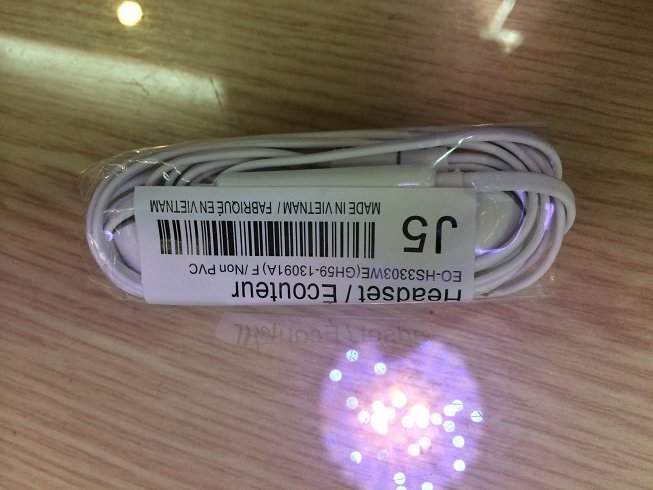 Headset / Ecouteur
EO-HS3303WE(GH59-13091A) F /Non PVC
J5
MADE IN VIETNAM / FABRIQUÉ EN VIETNAM